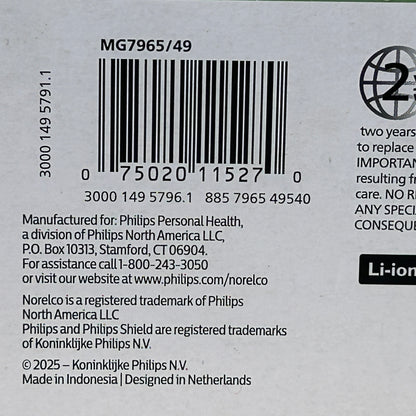 MG7965/49
3000 149 5791.1
0 75020 11527 0
3000 149 5796.1 885 7965 49540
Manufactured for: Philips Personal Health,
a division of Philips North America LLC,
P.O. Box 10313, Stamford, CT 06904.
For assistance call 1-800-243-3050
or visit our website at www.philips.com/norelco
Norelco is a registered trademark of Philips
North America LLC
Philips and Philips Shield are registered trademarks
of Koninklijke Philips N.V.
© 2025 – Koninklijke Philips N.V.
Made in Indonesia | Designed in Netherlands
2
two years
to replace
IMPORTAN
resulting fr
care. NO R
ANY SPECI
CONSEQUE
Li-ion